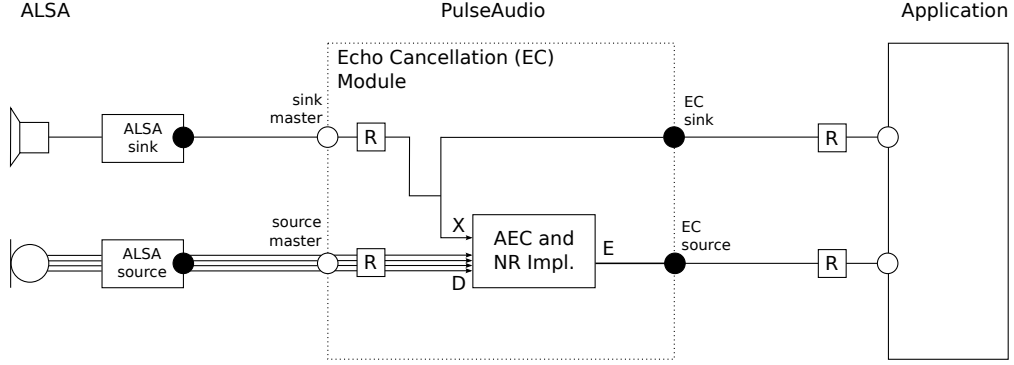 ALSA
PulseAudio
Application
Echo Cancellation (EC)
Module
sink
master
EC
sink
ALSA
sink
R
R
source
master
X
AEC and
NR Impl.
E
EC
source
ALSA
source
R
D
R